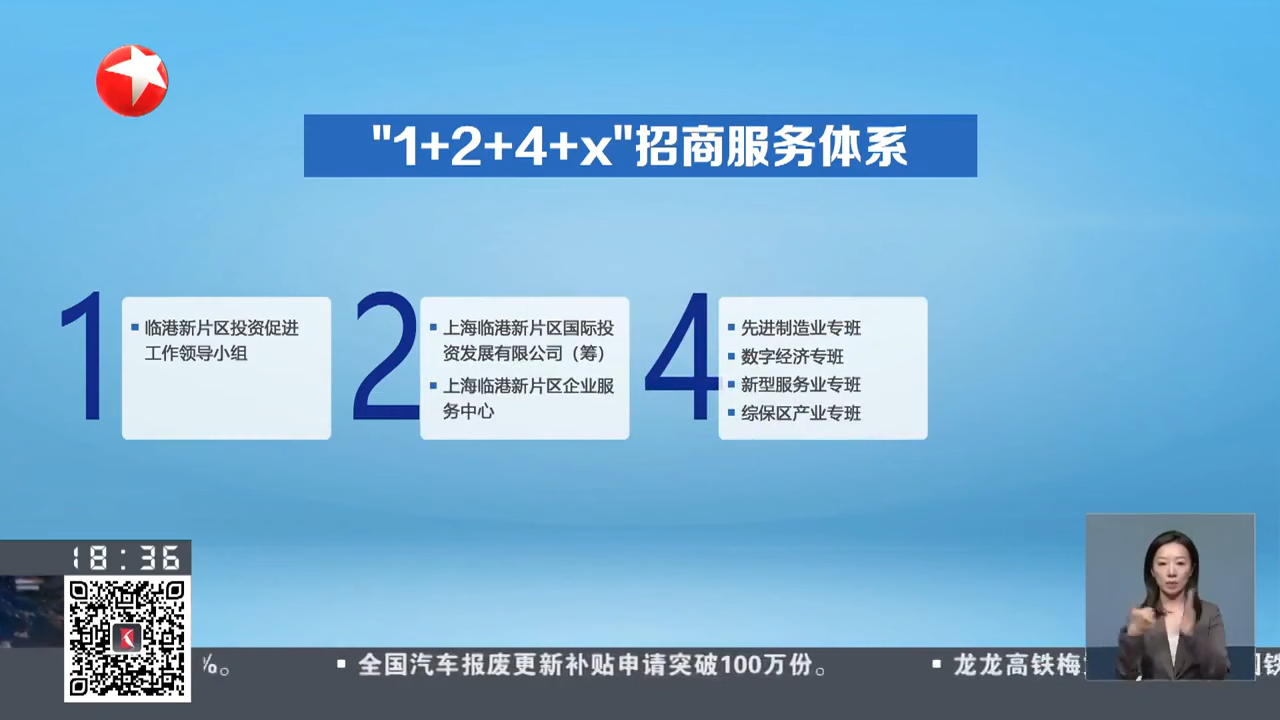 "1+2+4+x"招商服务体系
1
临港新片区投资促进
工作领导小组
2
上海临港新片区国际投
资发展有限公司（筹）
上海临港新片区企业服
务中心
4
先进制造业专班
数字经济专班
新型服务业专班
综保区产业专班
18:36
%。
全国汽车报废更新补贴申请突破100万份。
龙龙高铁梅